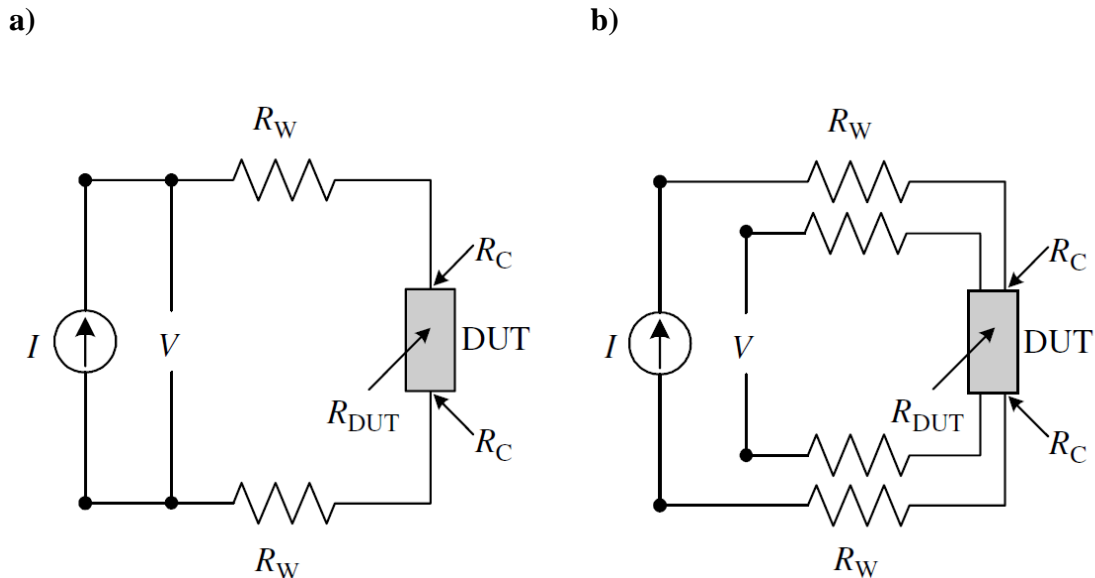 a)
b)
R_W
R_W
R_C
R_C
I
V
DUT
I
V
DUT
R_DUT
R_DUT
R_C
R_C
R_W
R_W